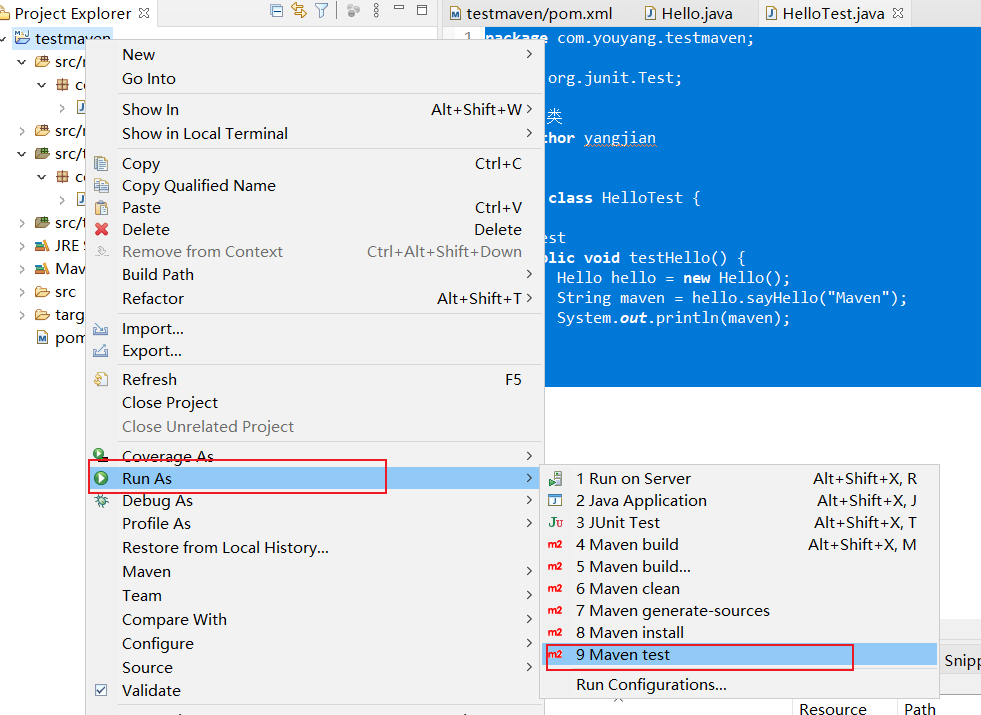 Project Explorer
testmaven/pom.xml
Hello.java
HelloTest.java
testmaven
src/
src/
src/t
src/t
JRE S
Mav
src
targ
pom
1
package com.youyang.testmaven;
org.junit.Test;
类
thor yangjian
class HelloTest {
est
blic void testHello() {
Hello hello = new Hello();
String maven = hello.sayHello("Maven");
System.out.println(maven);
New
Go Into
Show In Alt+Shift+W
Show in Local Terminal
Copy Ctrl+C
Copy Qualified Name
Paste Ctrl+V
Delete Delete
Remove from Context Ctrl+Alt+Shift+Down
Build Path
Refactor Alt+Shift+T
Import...
Export...
Refresh F5
Close Project
Close Unrelated Project
Coverage As
Run As
Debug As
Profile As
Restore from Local History...
Maven
Team
Compare With
Configure
Source
Validate
1 Run on Server Alt+Shift+X, R
2 Java Application Alt+Shift+X, J
3 JUnit Test Alt+Shift+X, T
4 Maven build Alt+Shift+X, M
5 Maven build...
6 Maven clean
7 Maven generate-sources
8 Maven install
9 Maven test
Run Configurations...
Snipp
Resource
Path